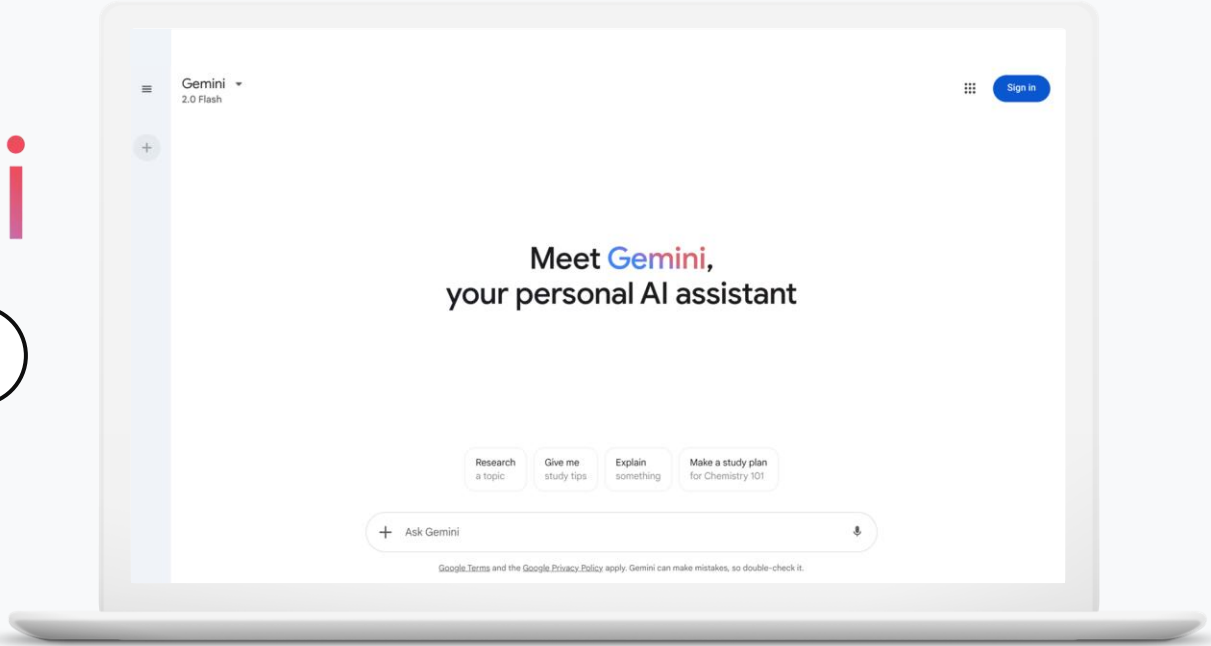 Gemini
2.0 Flash
Sign in
i
Meet Gemini,
your personal AI assistant
Research
a topic
Give me
study tips
Explain
something
Make a study plan
for Chemistry 101
Ask Gemini
Google Terms and the Google Privacy Policy apply. Gemini can make mistakes, so double-check it.